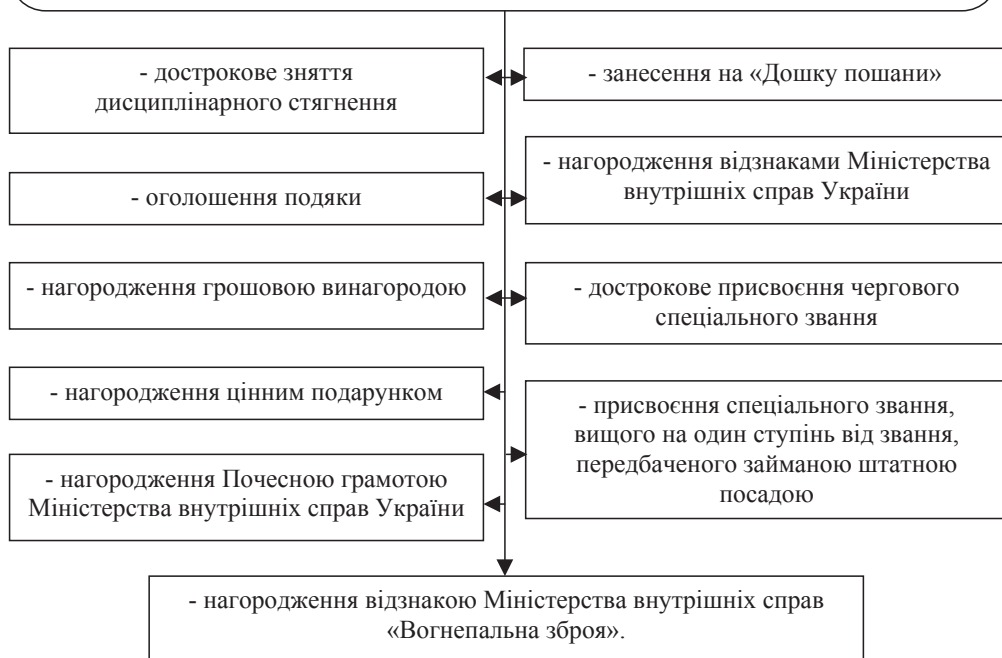 - дострокове зняття
дисциплінарного стягнення
- занесення на «Дошку пошани»
- оголошення подяки
- нагородження відзнаками Міністерства
внутрішніх справ України
- нагородження грошовою винагородою
- дострокове присвоєння чергового
спеціального звання
- нагородження цінним подарунком
- присвоєння спеціального звання,
вищого на один ступінь від звання,
передбаченого займаною штатною
посадою
- нагородження Почесною грамотою
Міністерства внутрішніх справ України
- нагородження відзнакою Міністерства внутрішніх справ
«Вогнепальна зброя».